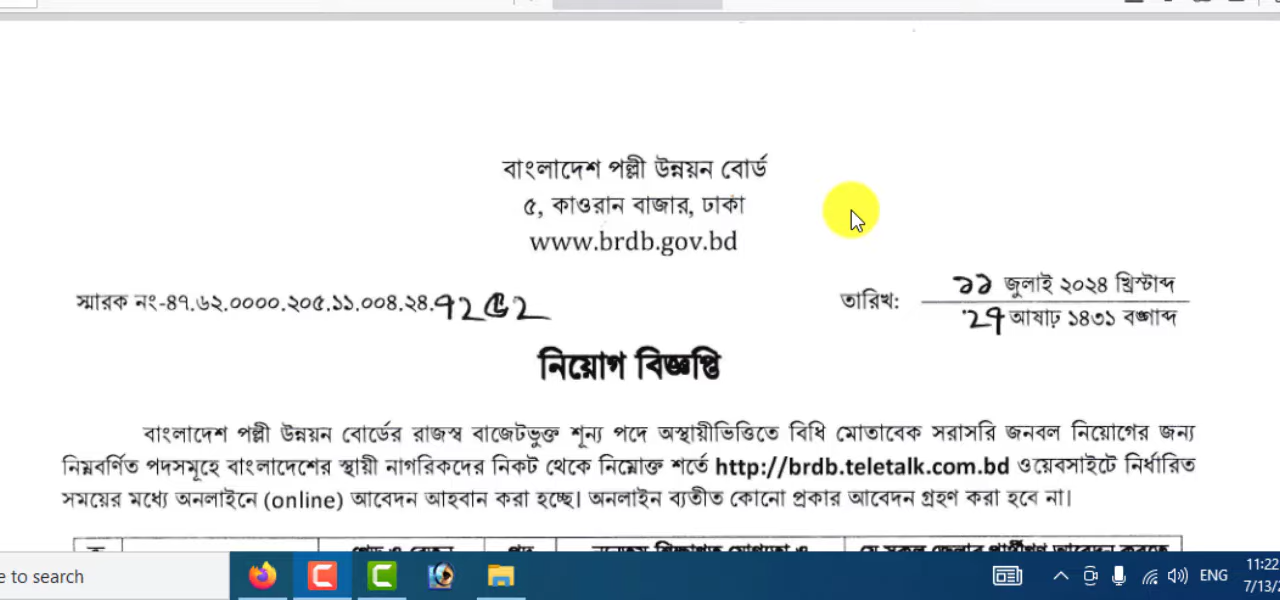 বাংলাদেশ পল্লী উন্নয়ন বোর্ড
৫, কাওরান বাজার, ঢাকা
www.brdb.gov.bd
স্মারক নং-৪৭.৬২.০০০০.২০৫.১১.০০৪.২৪.
তারিখ: ১১ জুলাই ২০২৪ খ্রিস্টাব্দ
২৭ আষাঢ় ১৪৩১ বঙ্গাব্দ
নিয়োগ বিজ্ঞপ্তি
বাংলাদেশ পল্লী উন্নয়ন বোর্ডের রাজস্ব বাজেটভুক্ত শূন্য পদে অস্থায়ীভিত্তিতে বিধি মোতাবেক সরাসরি জনবল নিয়োগের জন্য
নিম্নবর্ণিত পদসমূহে বাংলাদেশের স্থায়ী নাগরিকদের নিকট থেকে নিম্নোক্ত শর্তে http://brdb.teletalk.com.bd ওয়েবসাইটে নির্ধারিত
সময়ের মধ্যে অনলাইনে (online) আবেদন আহবান করা হচ্ছে। অনলাইন ব্যতীত কোনো প্রকার আবেদন গ্রহণ করা হবে না।
e to search
ENG
11:22
7/13/2